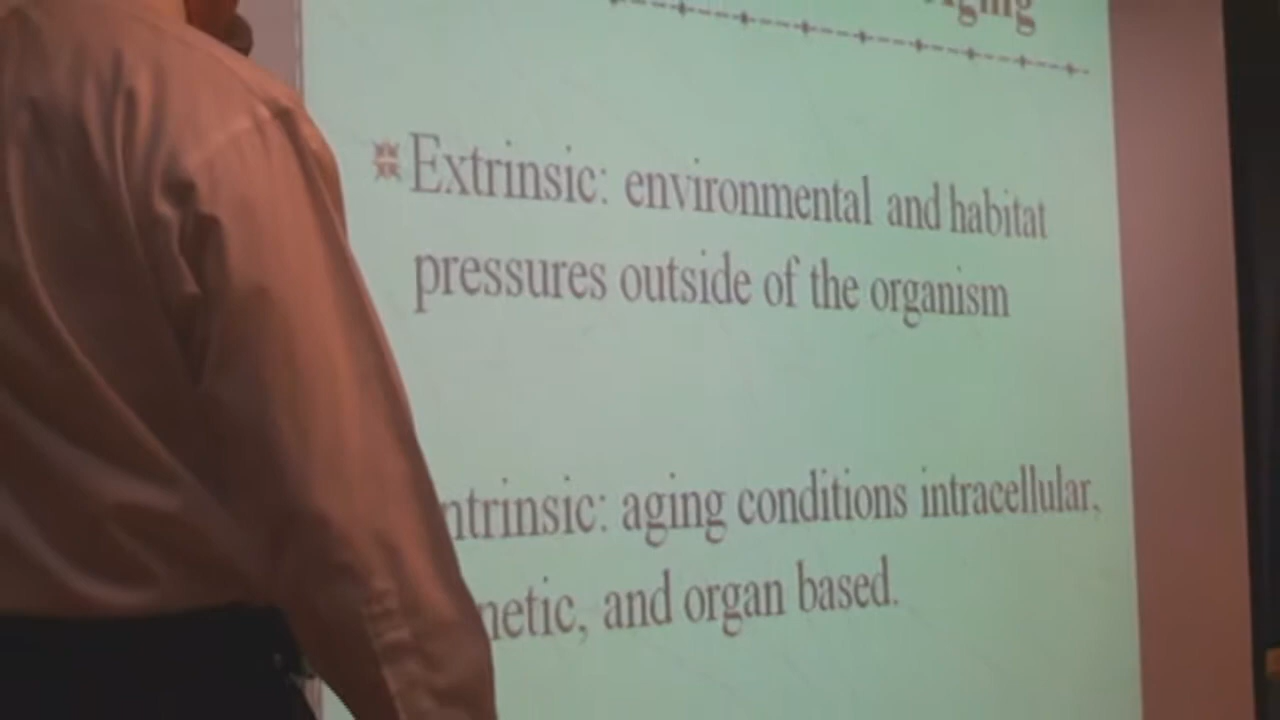 Extrinsic: environmental and habitat
pressures outside of the organism
ntrinsic: aging conditions intracellular,
netic, and organ based.